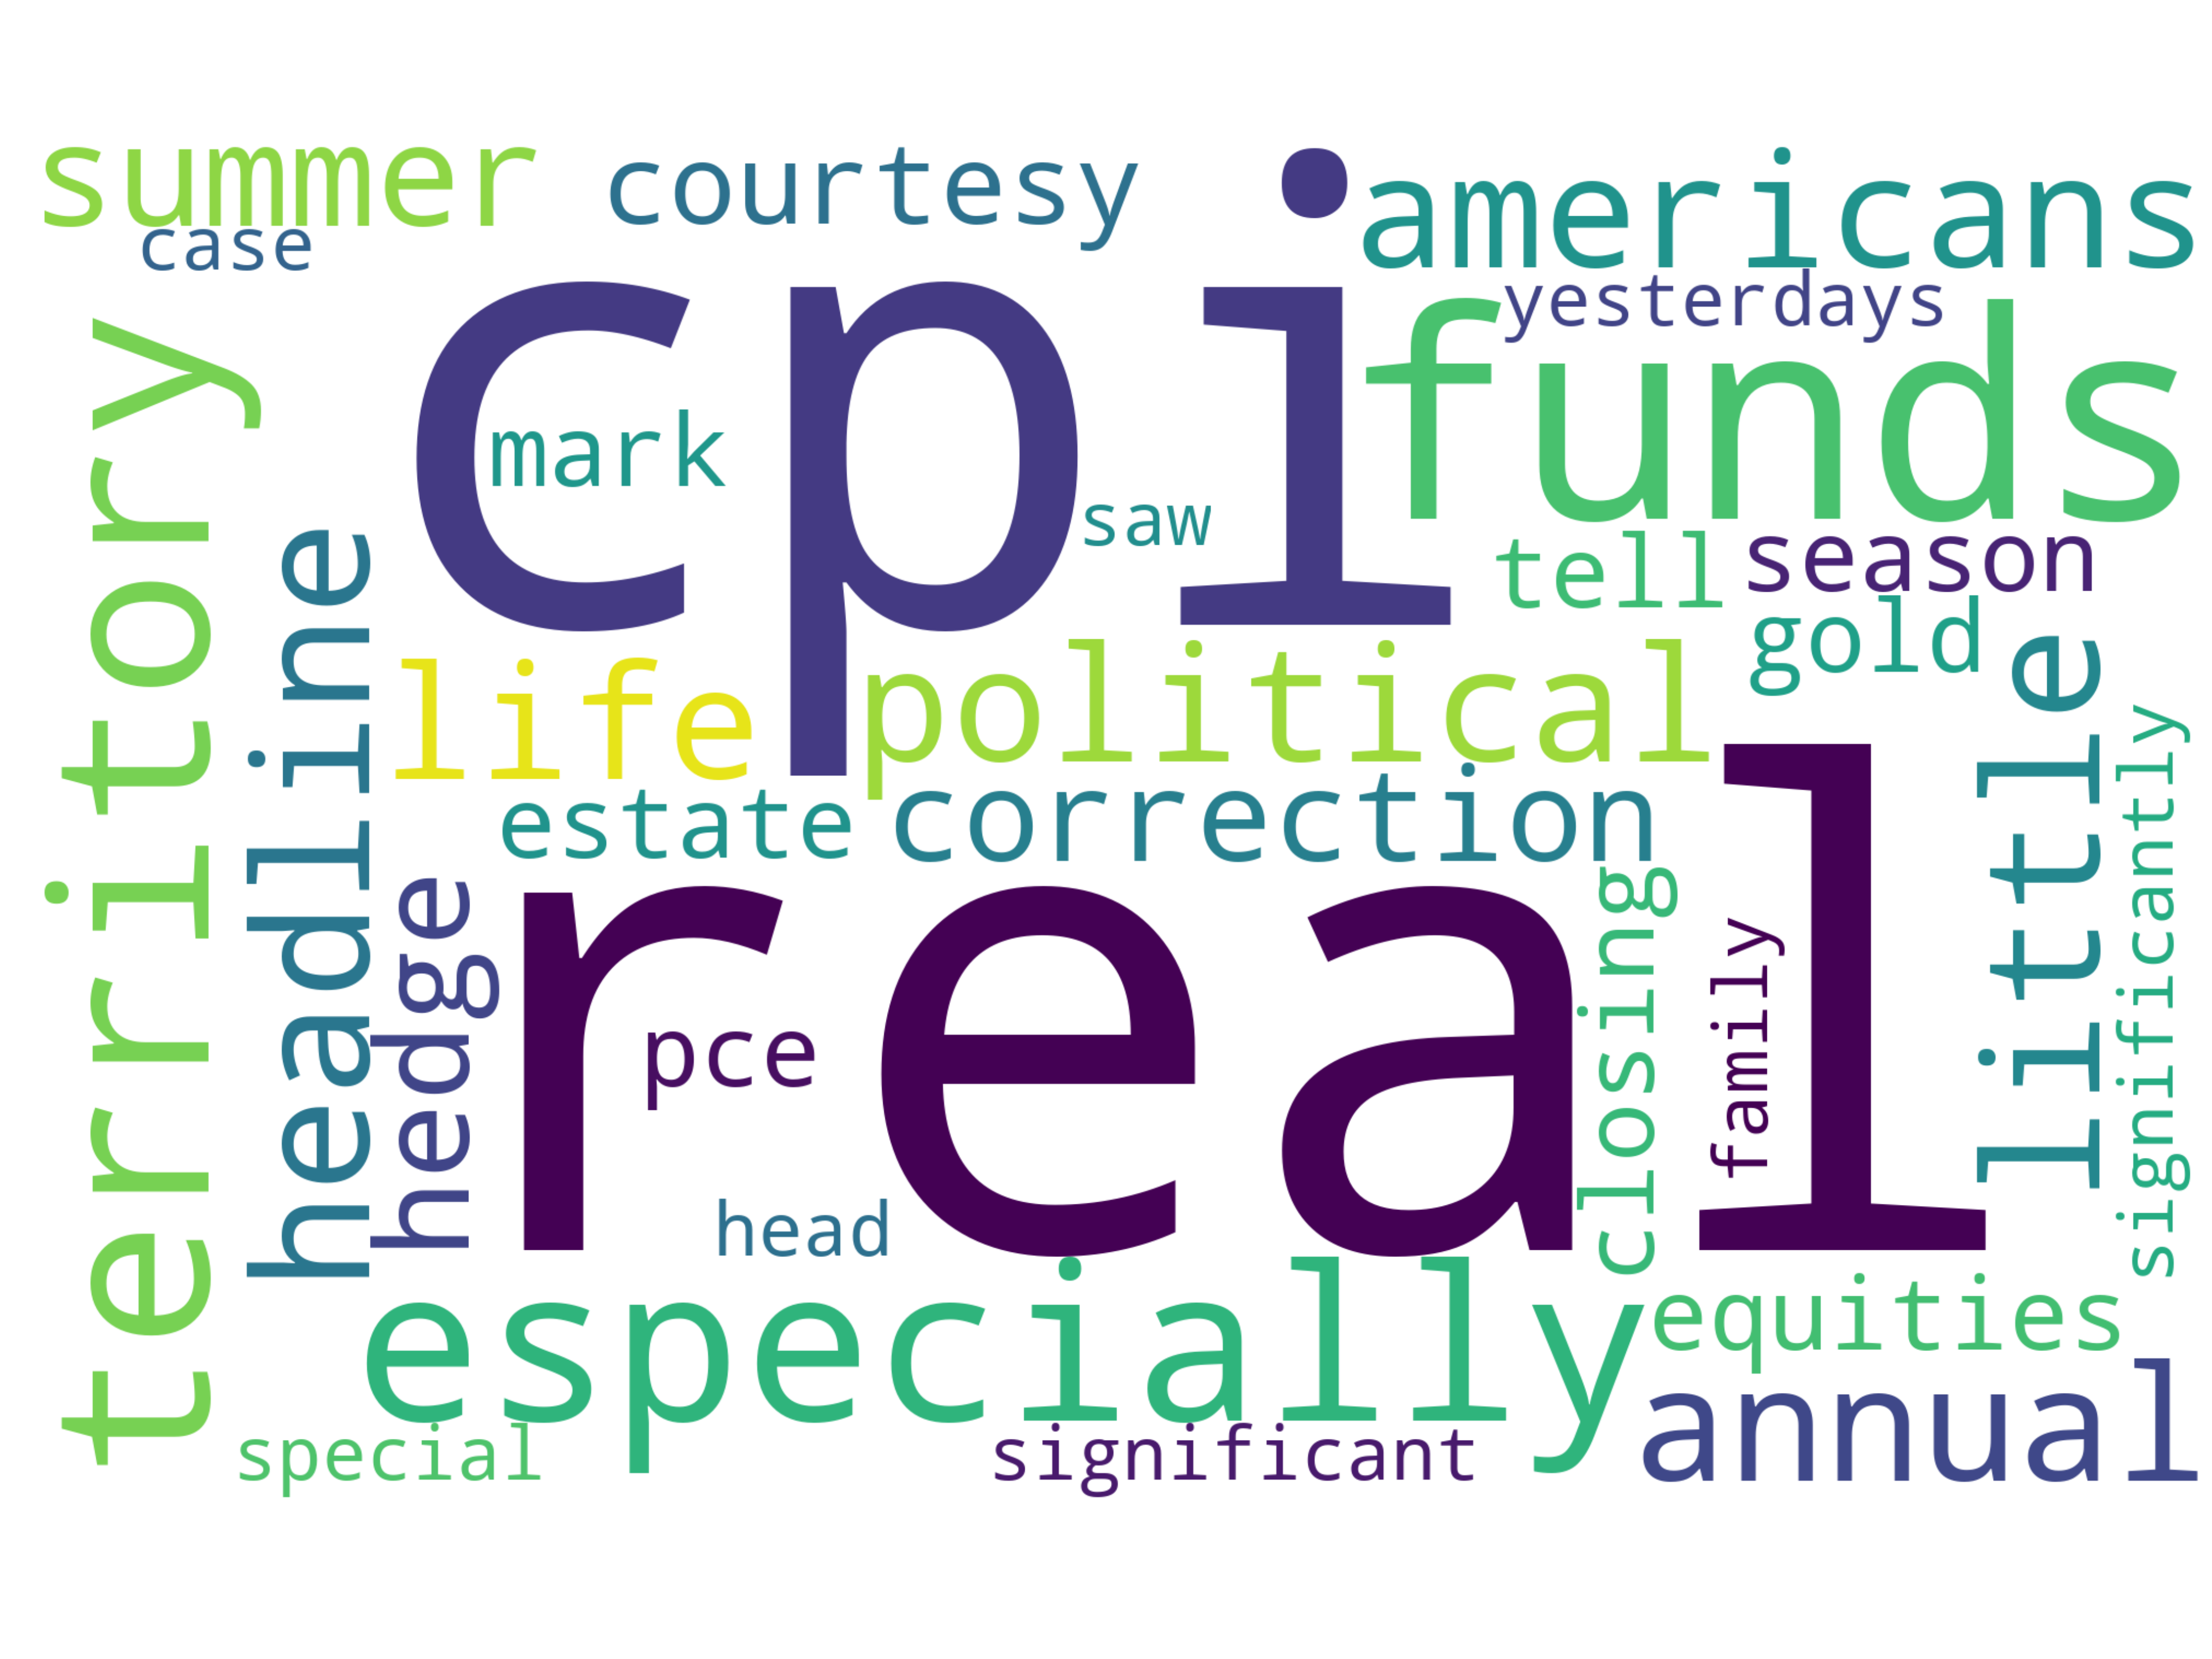 summer
courtesy
americans
case
yesterdays
cpi
funds
mark
saw
tell
season
gold
territory
headline
life
political
little
significantly
estate
correction
hedge
real
pce
closing
family
head
especially
equities
annual
special
significant